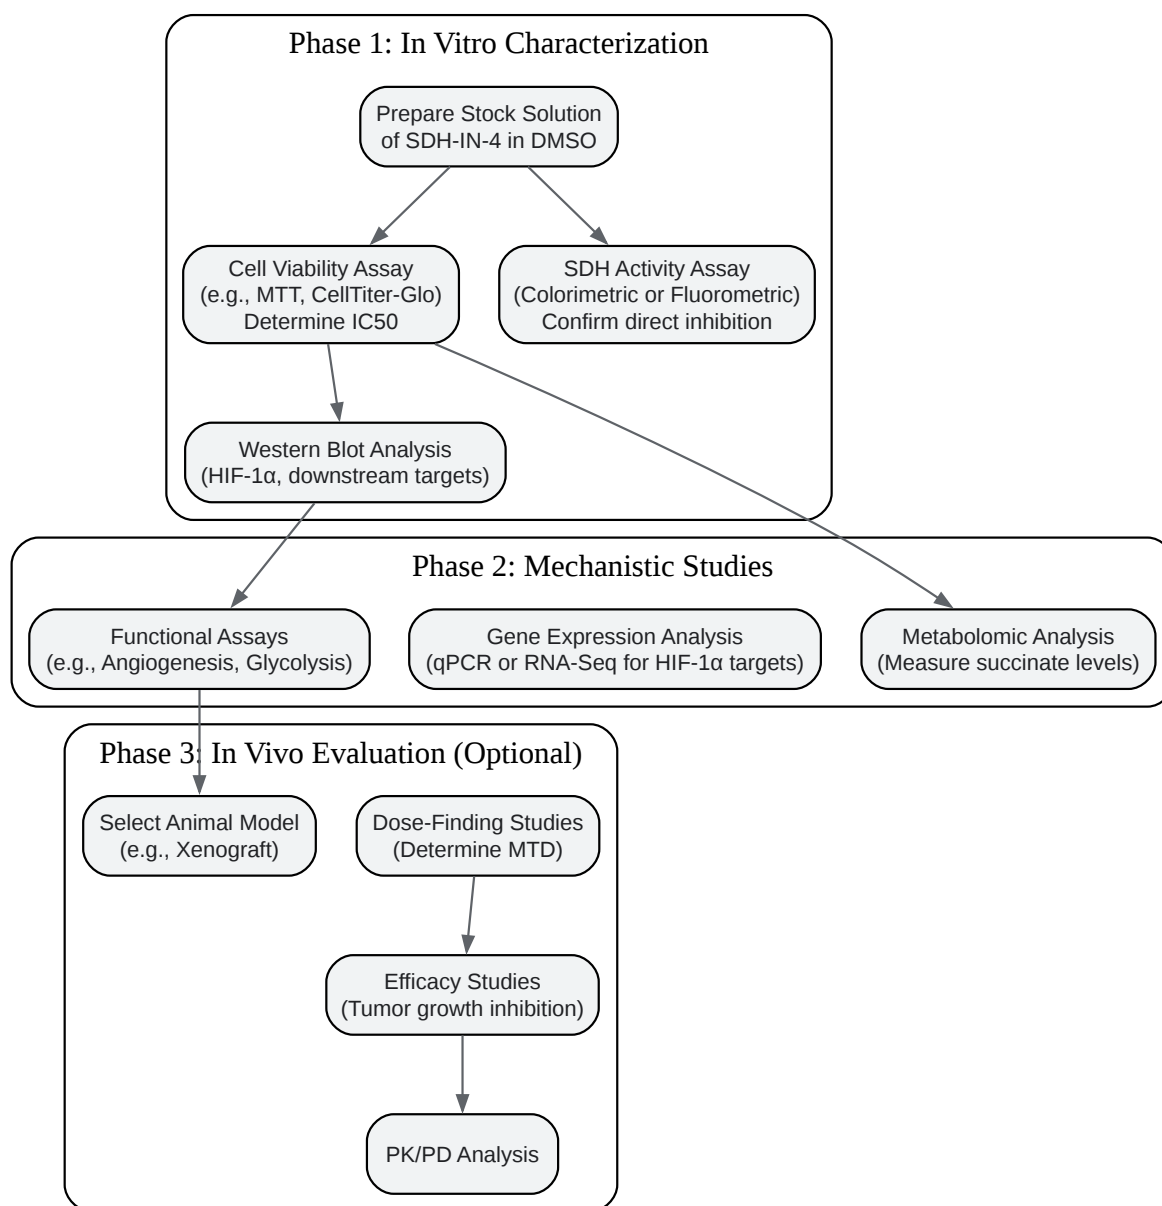 Phase 1: In Vitro Characterization
Prepare Stock Solution
of SDH-IN-4 in DMSO
Cell Viability Assay
(e.g., MTT, CellTiter-Glo)
Determine IC50
SDH Activity Assay
(Colorimetric or Fluorometric)
Confirm direct inhibition
Western Blot Analysis
(HIF-1α, downstream targets)
Phase 2: Mechanistic Studies
Functional Assays
(e.g., Angiogenesis, Glycolysis)
Gene Expression Analysis
(qPCR or RNA-Seq for HIF-1α targets)
Metabolomic Analysis
(Measure succinate levels)
Phase 3: In Vivo Evaluation (Optional)
Select Animal Model
(e.g., Xenograft)
Dose-Finding Studies
(Determine MTD)
Efficacy Studies
(Tumor growth inhibition)
PK/PD Analysis